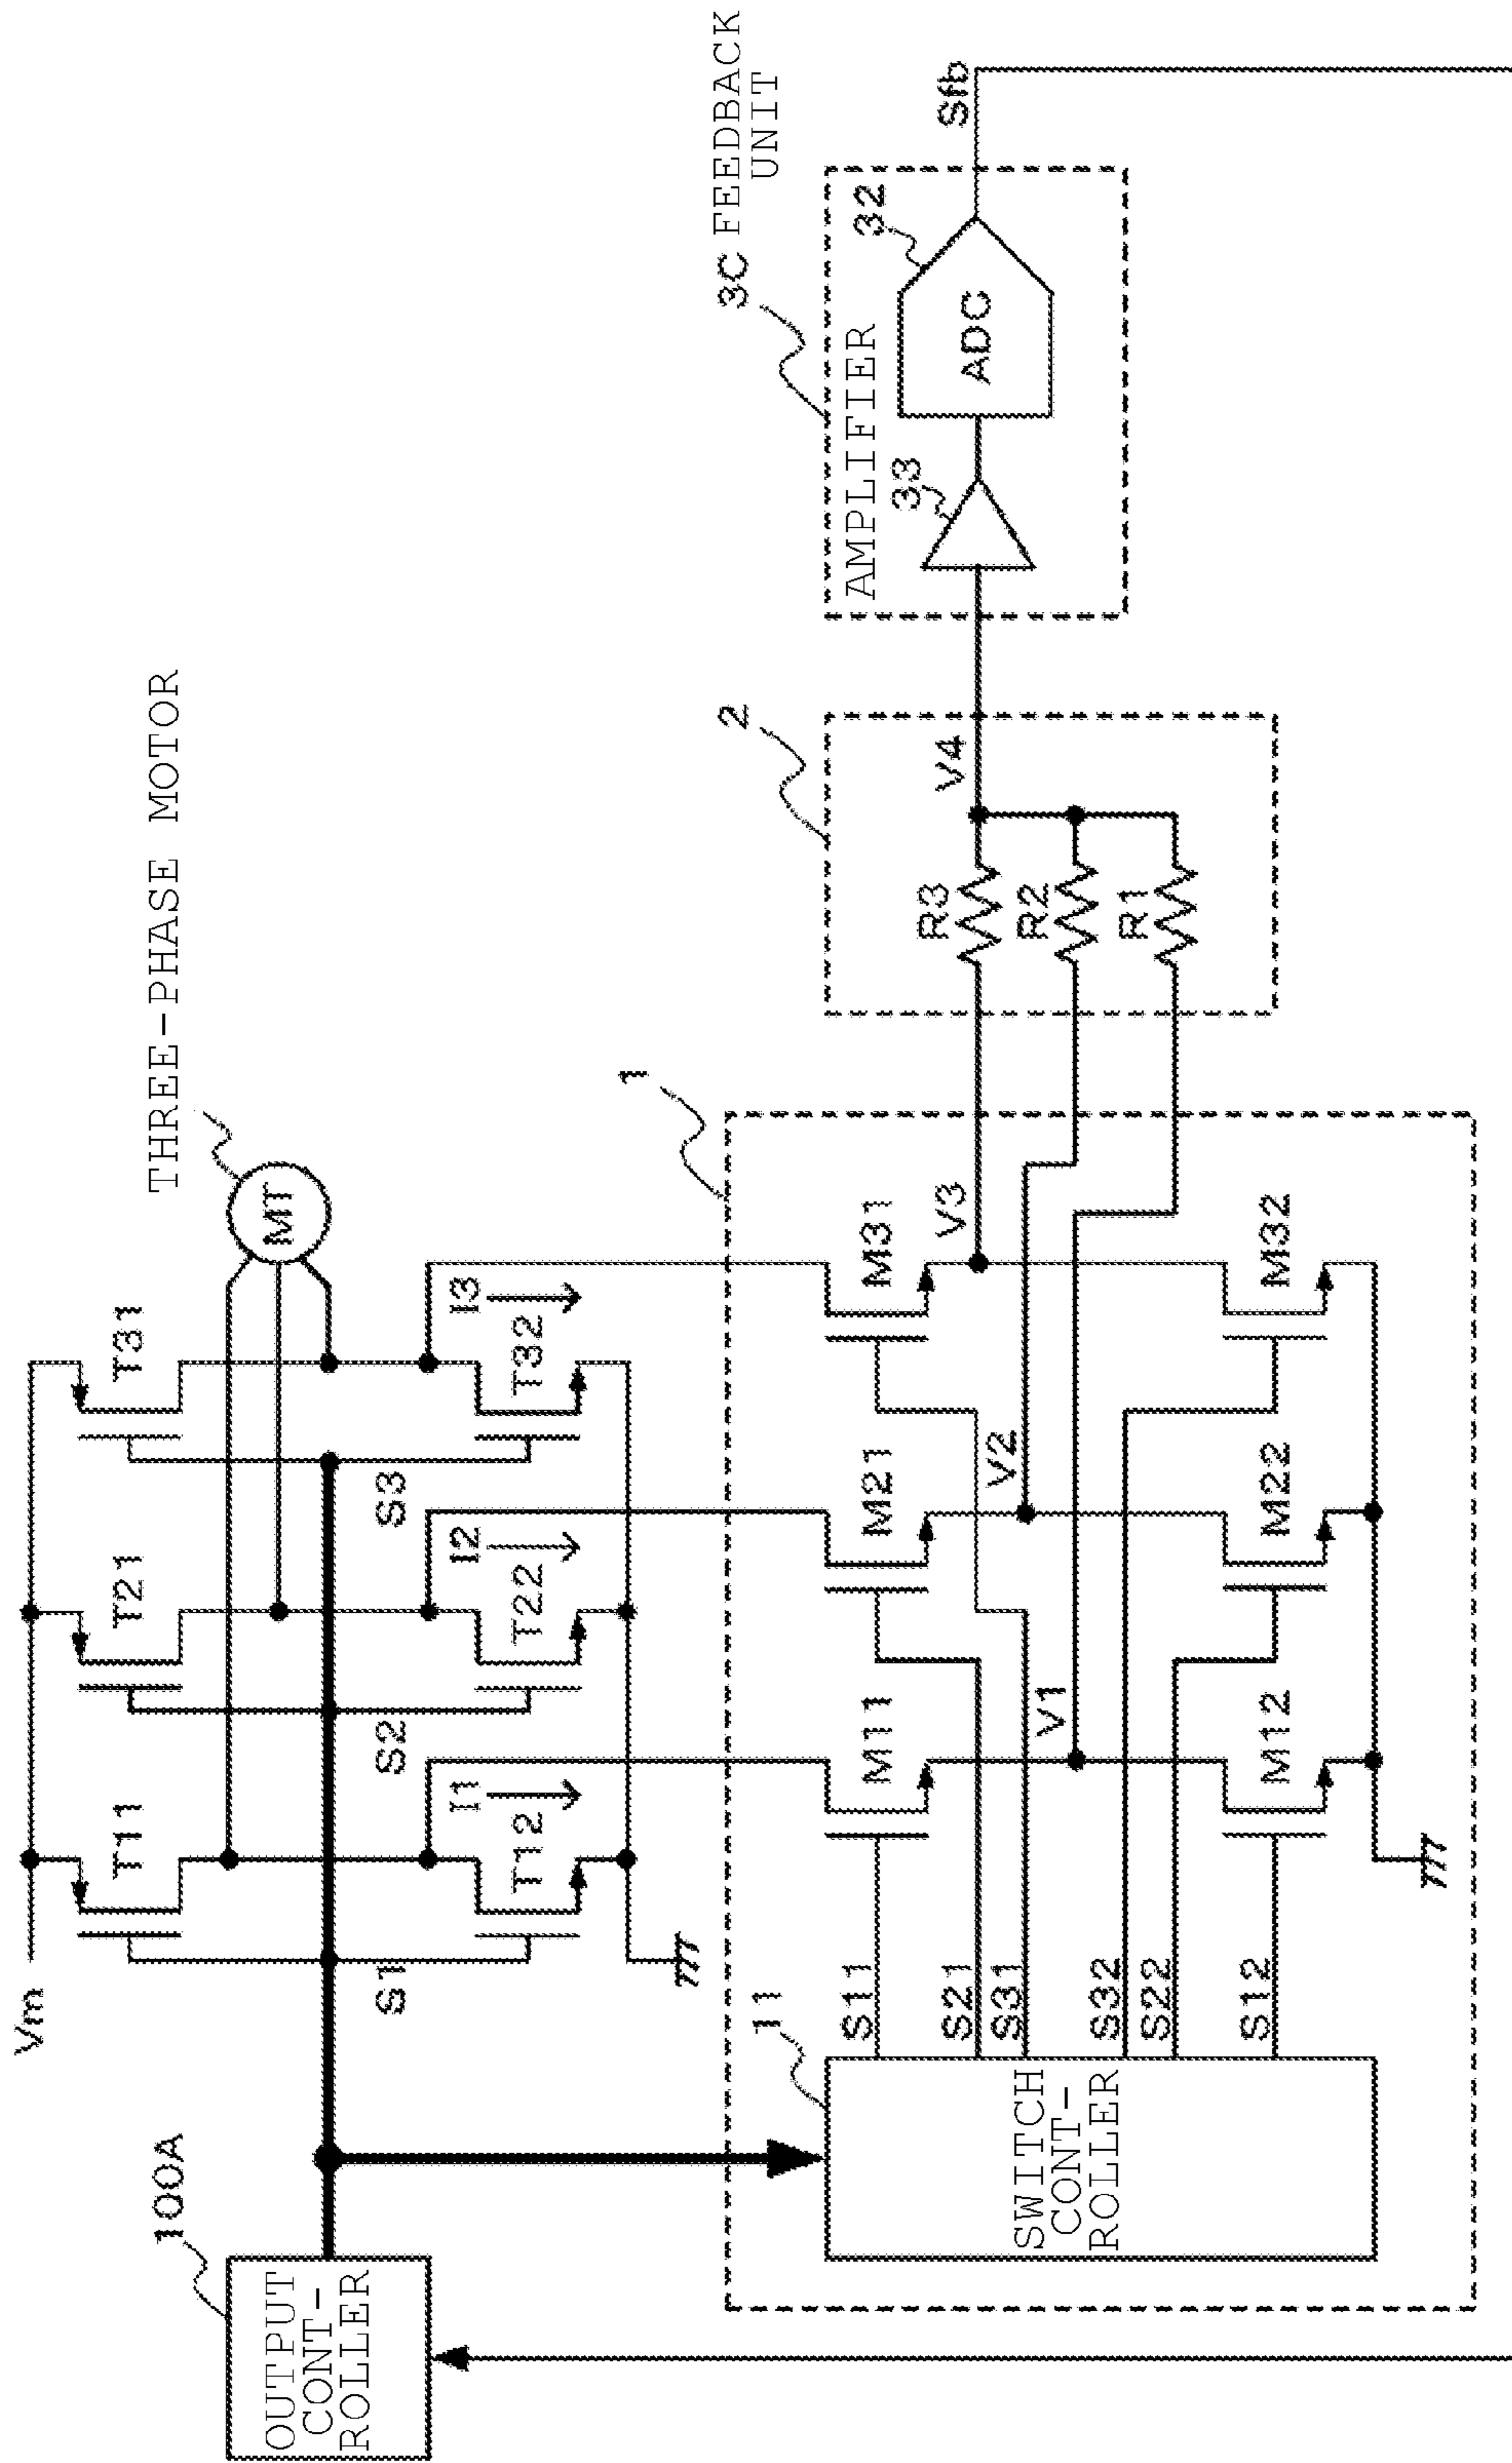 THREE-PHASE MOTOR
MT
Vm
T11
T21
T31
100A
OUTPUT
CONT-
ROLLER
S1
S2
S3
I1
I2
I3
T12
T22
T32
1
2
3C FEEDBACK
UNIT
11
SWITCH
CONT-
ROLLER
S11
S21
S31
S32
S22
S12
M11
M21
M31
V1
V2
V3
M12
M22
M32
R3
R2
R1
V4
AMPLIFIER
33
32
ADC
Sfb